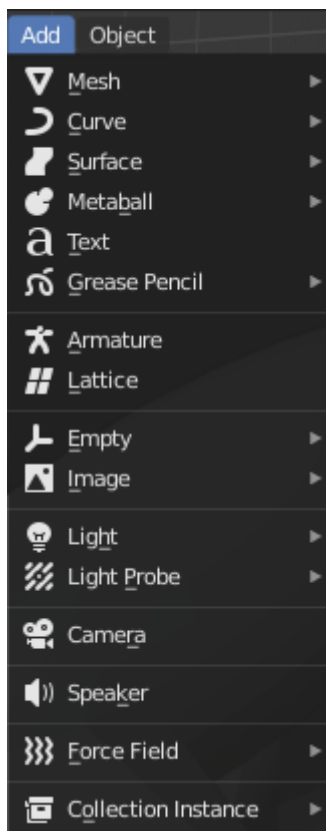 Add Object
Mesh
Curve
Surface
Metaball
Text
Grease Pencil
Armature
Lattice
Empty
Image
Light
Light Probe
Camera
Speaker
Force Field
Collection Instance